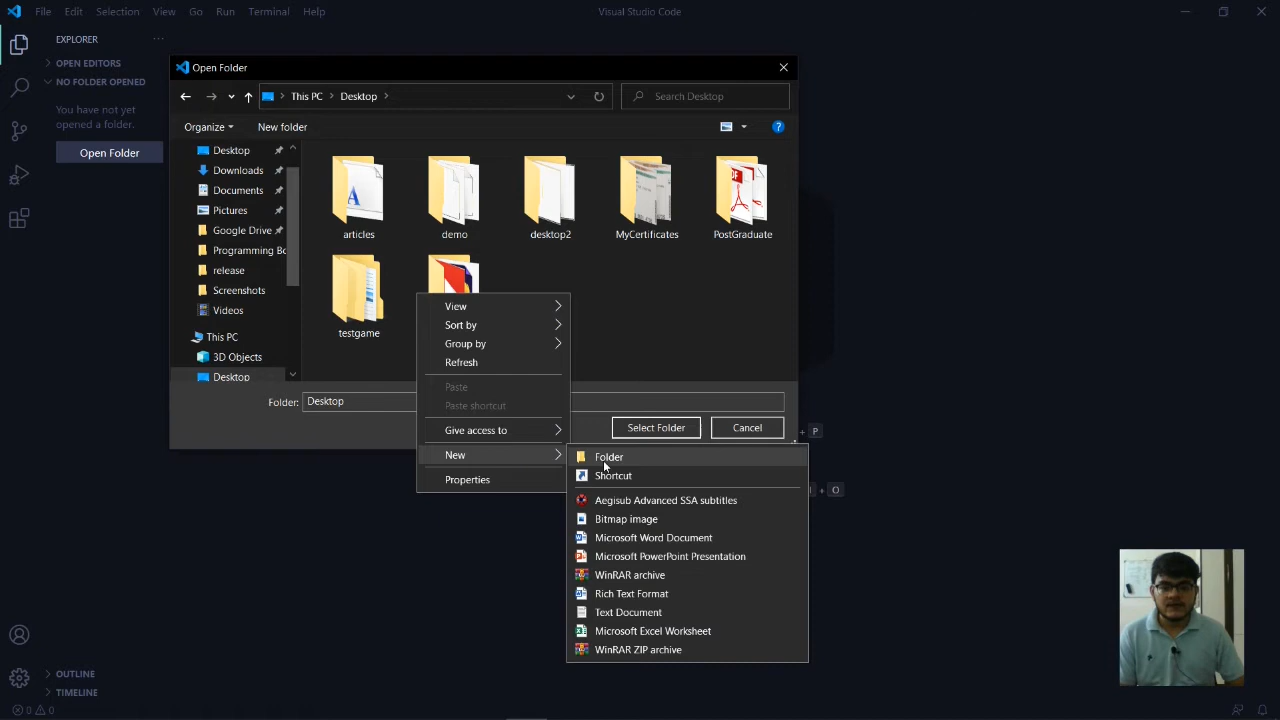 File Edit Selection View Go Run Terminal Help Visual Studio Code
EXPLORER
OPEN EDITORS
NO FOLDER OPENED
You have not yet
opened a folder.
Open Folder
Open Folder
This PC Desktop Search Desktop
Organize New folder
Desktop
Downloads
Documents
Pictures
Google Drive
Programming Bo
release
Screenshots
Videos
This PC
3D Objects
Desktop
articles demo desktop2 MyCertificates PostGraduate
testgame
Folder: Desktop
Select Folder Cancel
View
Sort by
Group by
Refresh
Paste
Paste shortcut
Give access to
New
Properties
Folder
Shortcut
Aegisub Advanced SSA subtitles
Bitmap image
Microsoft Word Document
Microsoft PowerPoint Presentation
WinRAR archive
Rich Text Format
Text Document
Microsoft Excel Worksheet
WinRAR ZIP archive
+ P
+ O
OUTLINE
TIMELINE
0 0